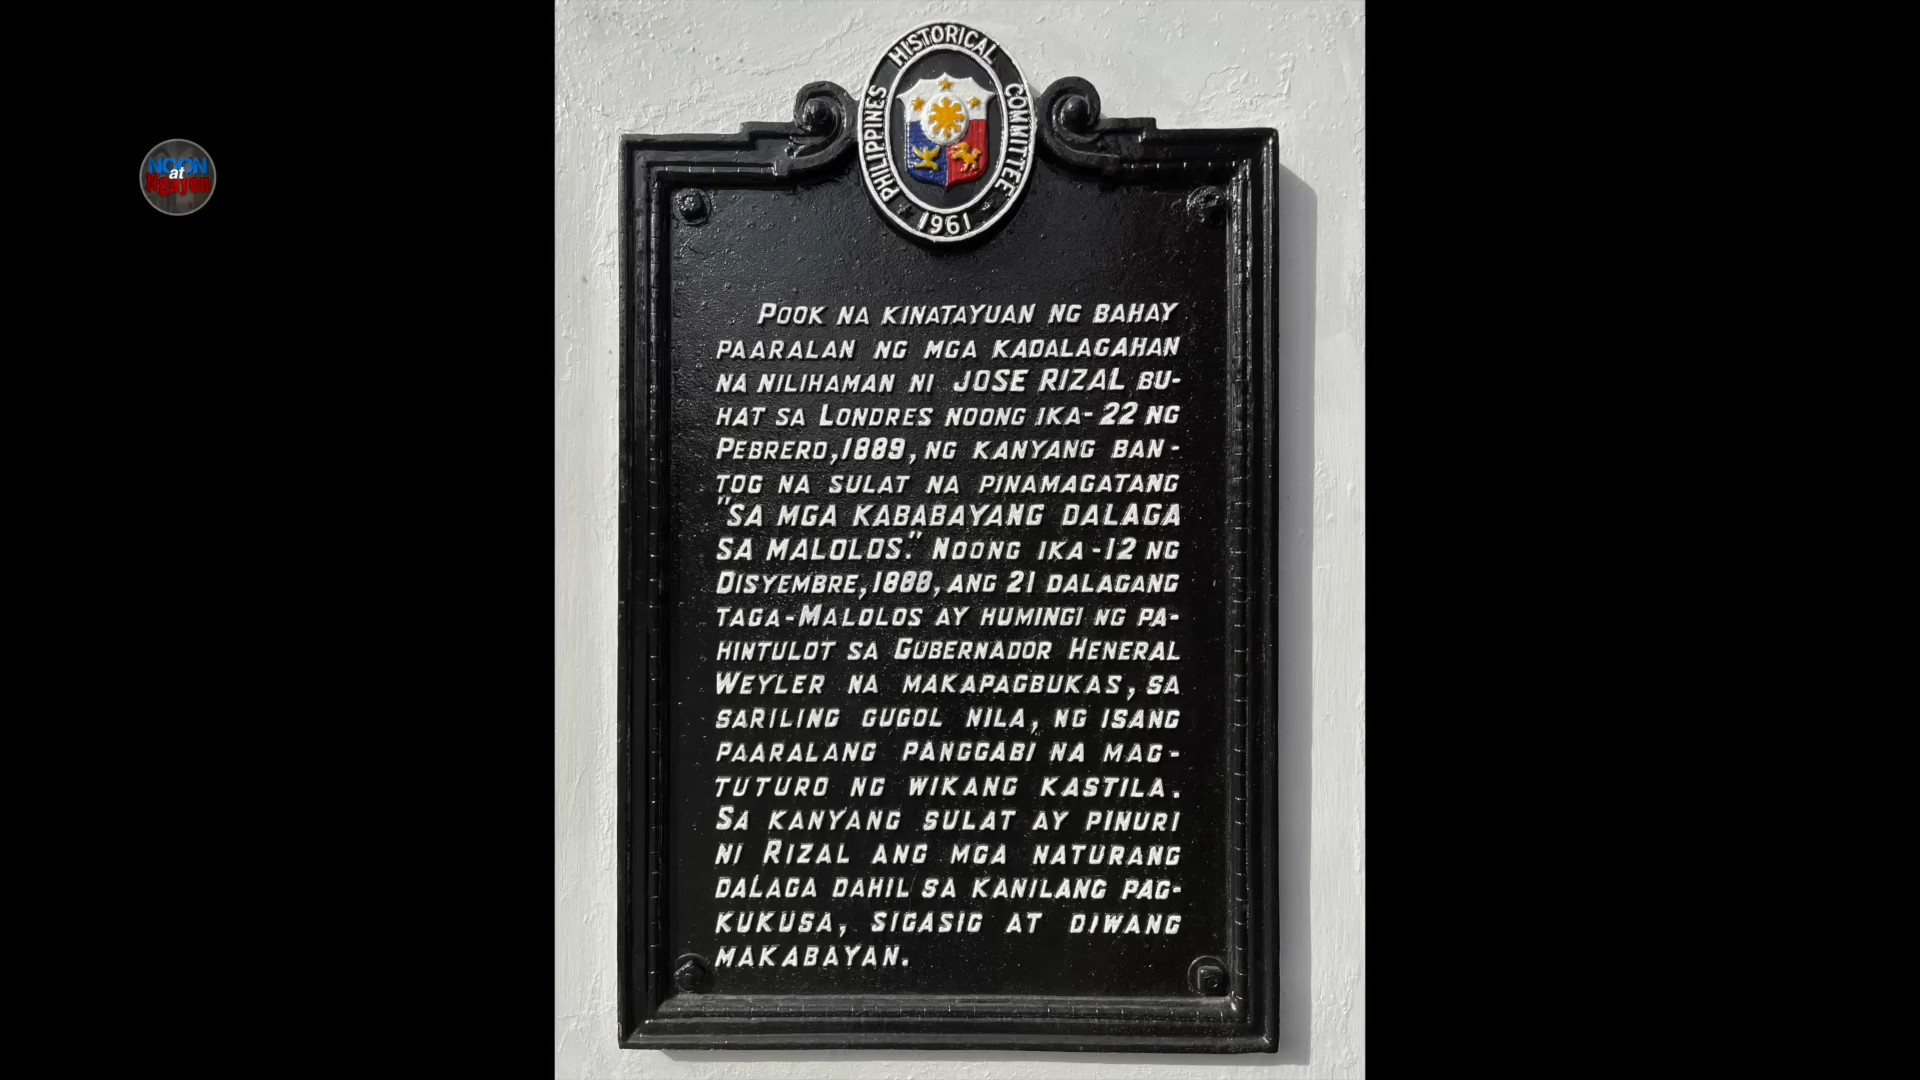 NOON
at
Ngayon
PHILIPPINES HISTORICAL COMMITTEE
1961
POOK NA KINATAYUAN NG BAHAY
PAARALAN NG MGA KADALAGAHAN
NA NILIHAMAN NI JOSE RIZAL BU-
HAT SA LONDRES NOONG IKA-22 NG
PEBRERO, 1889, NG KANYANG BAN-
TOG NA SULAT NA PINAMAGATANG
"SA MGA KABABAYANG DALAGA
SA MALOLOS." NOONG IKA-12 NG
DISYEMBRE, 1888, ANG 21 DALAGANG
TAGA-MALOLOS AY HUMINGI NG PA-
HINTULOT SA GUBERNADOR HENERAL
WEYLER NA MAKAPAGBUKAS, SA
SARILING GUGOL NILA, NG ISANG
PAARALANG PANGGABI NA MAG-
TUTURO NG WIKANG KASTILA.
SA KANYANG SULAT AY PINURI
NI RIZAL ANG MGA NATURANG
DALAGA DAHIL SA KANILANG PAG-
KUKUSA, SIGASIG AT DIWANG
MAKABAYAN.